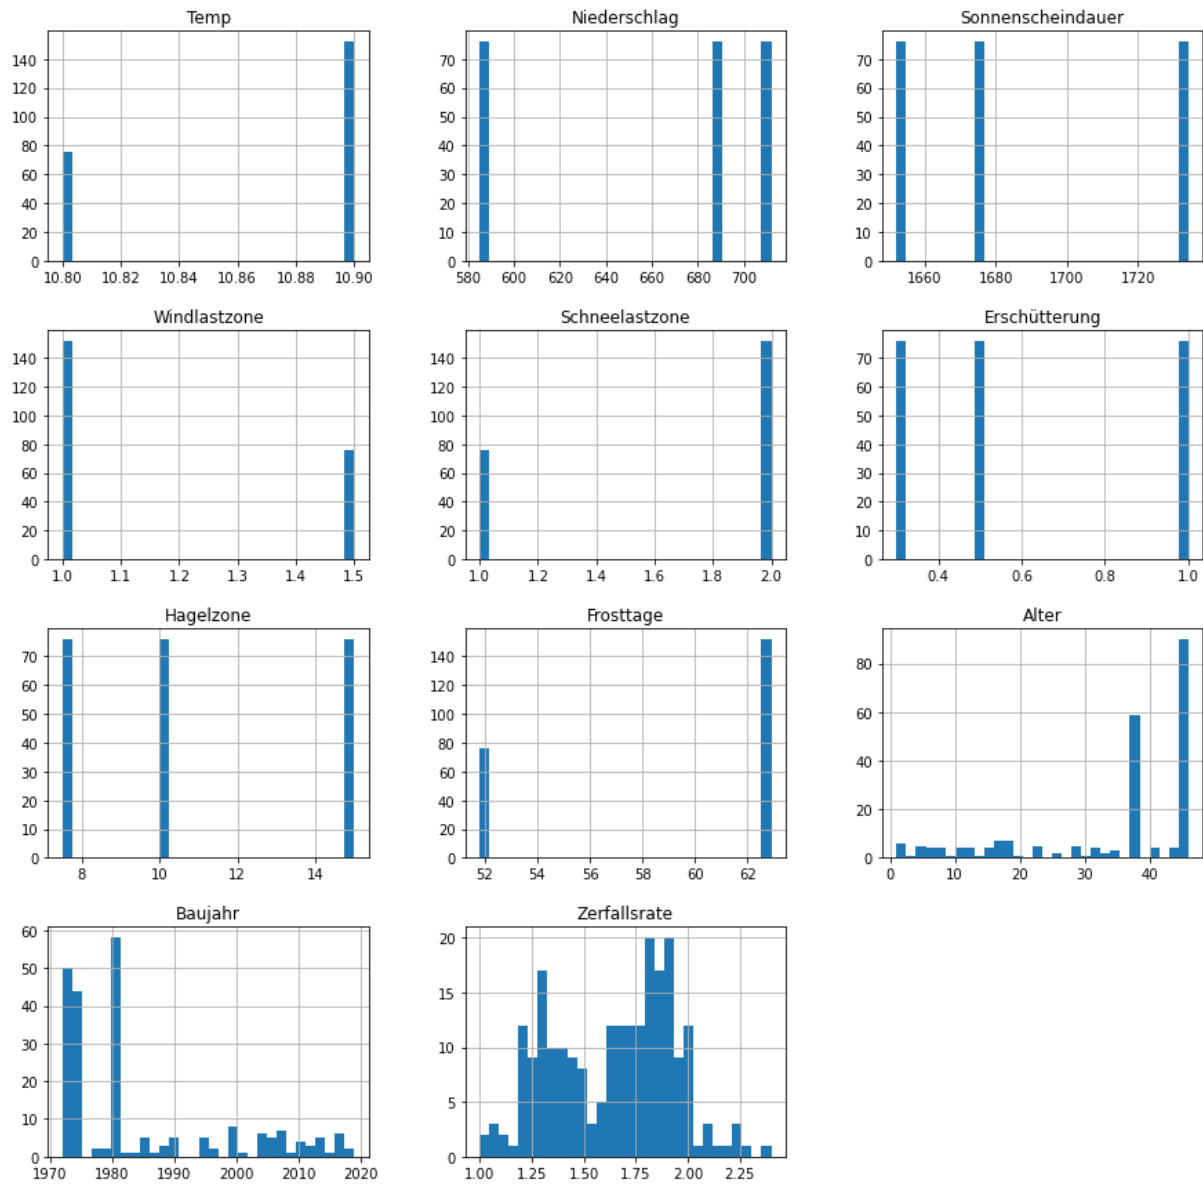 Temp Niederschlag Sonnenscheindauer
140 70 70
120 60 60
100 50 50
80 40 40
60 30 30
40 20 20
20 10 10
0 0 0
10.80 10.82 10.84 10.86 10.88 10.90 580 600 620 640 660 680 700 1660 1680 1700 1720
Windlastzone Schneelastzone Erschütterung
140 140 70
120 120 60
100 100 50
80 80 40
60 60 30
40 40 20
20 20 10
0 0 0
1.0 1.1 1.2 1.3 1.4 1.5 1.0 1.2 1.4 1.6 1.8 2.0 0.4 0.6 0.8 1.0
Hagelzone Frosttage Alter
70 140 80
60 120 60
50 100 40
40 80 20
30 60 0
20 40
10 20
0 0
8 10 12 14 52 54 56 58 60 62 0 10 20 30 40
Baujahr Zerfallsrate
60 20
50 15
40 10
30 5
20 0
10
0
1970 1980 1990 2000 2010 2020 1.00 1.25 1.50 1.75 2.00 2.25